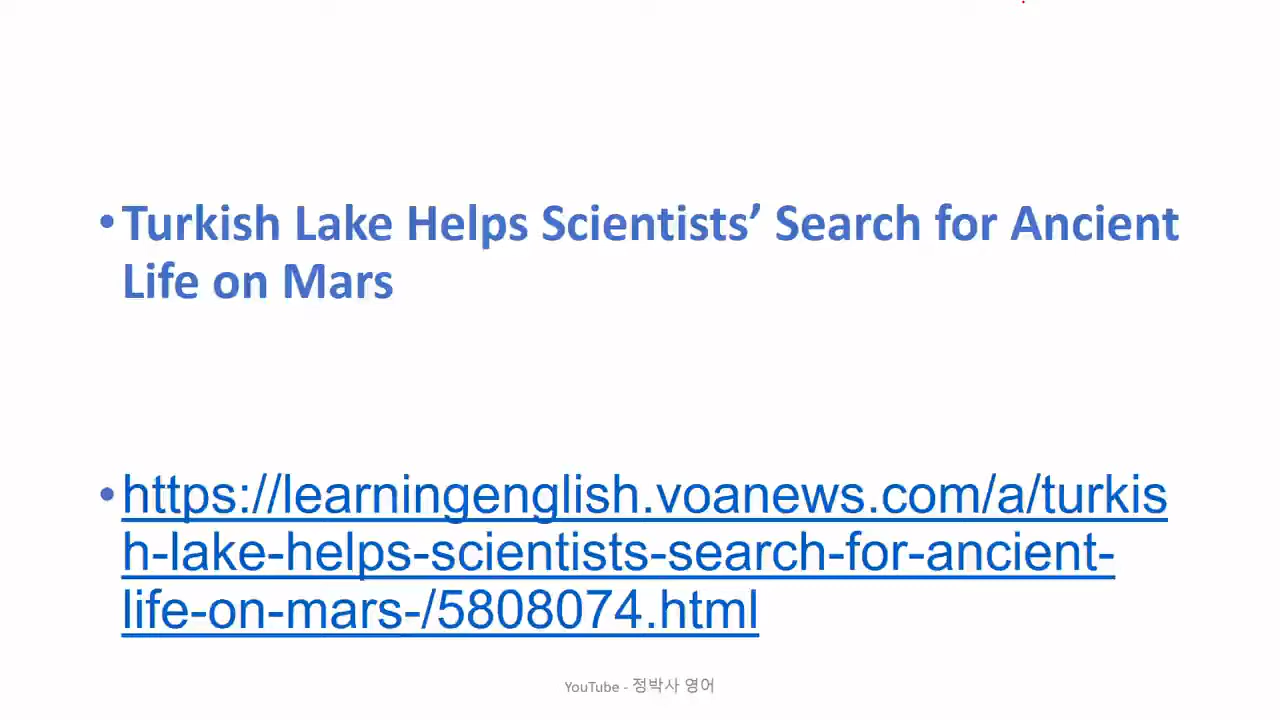 •Turkish Lake Helps Scientists’ Search for Ancient
Life on Mars
•https://learningenglish.voanews.com/a/turkis
h-lake-helps-scientists-search-for-ancient-
life-on-mars-/5808074.html
YouTube - 정박사 영어